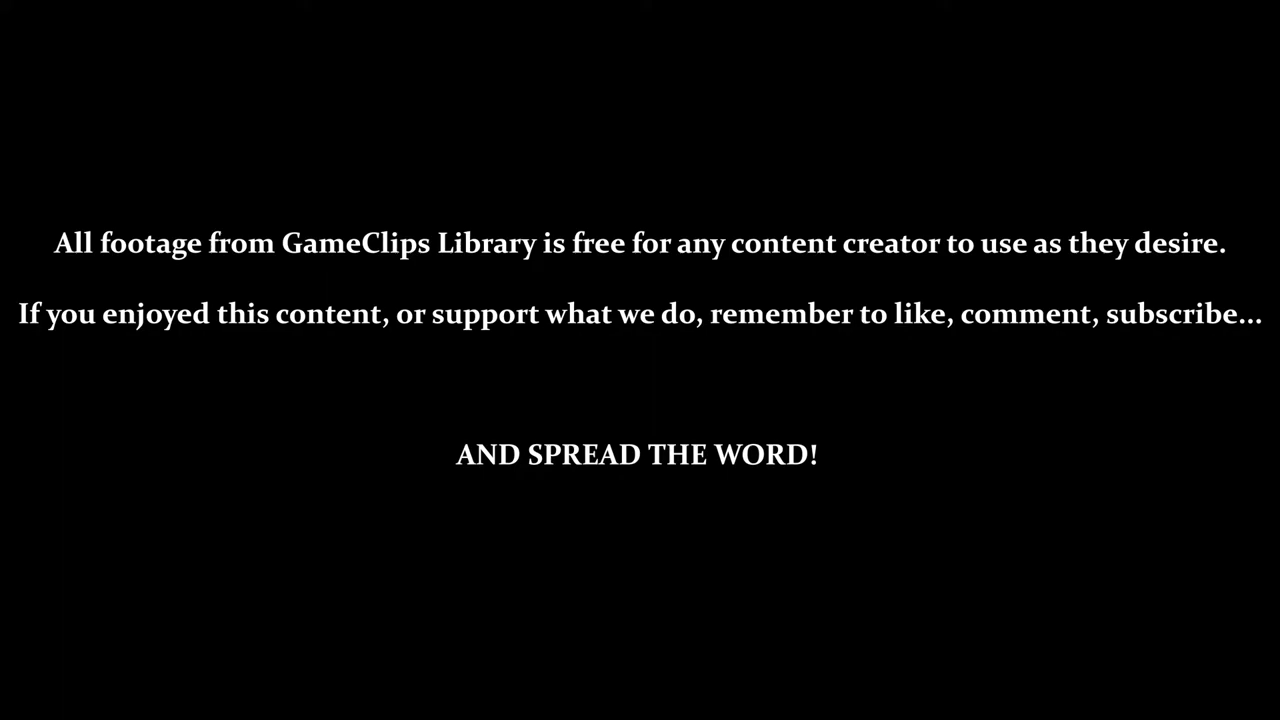 All footage from GameClips Library is free for any content creator to use as they desire.
If you enjoyed this content, or support what we do, remember to like, comment, subscribe...
AND SPREAD THE WORD!